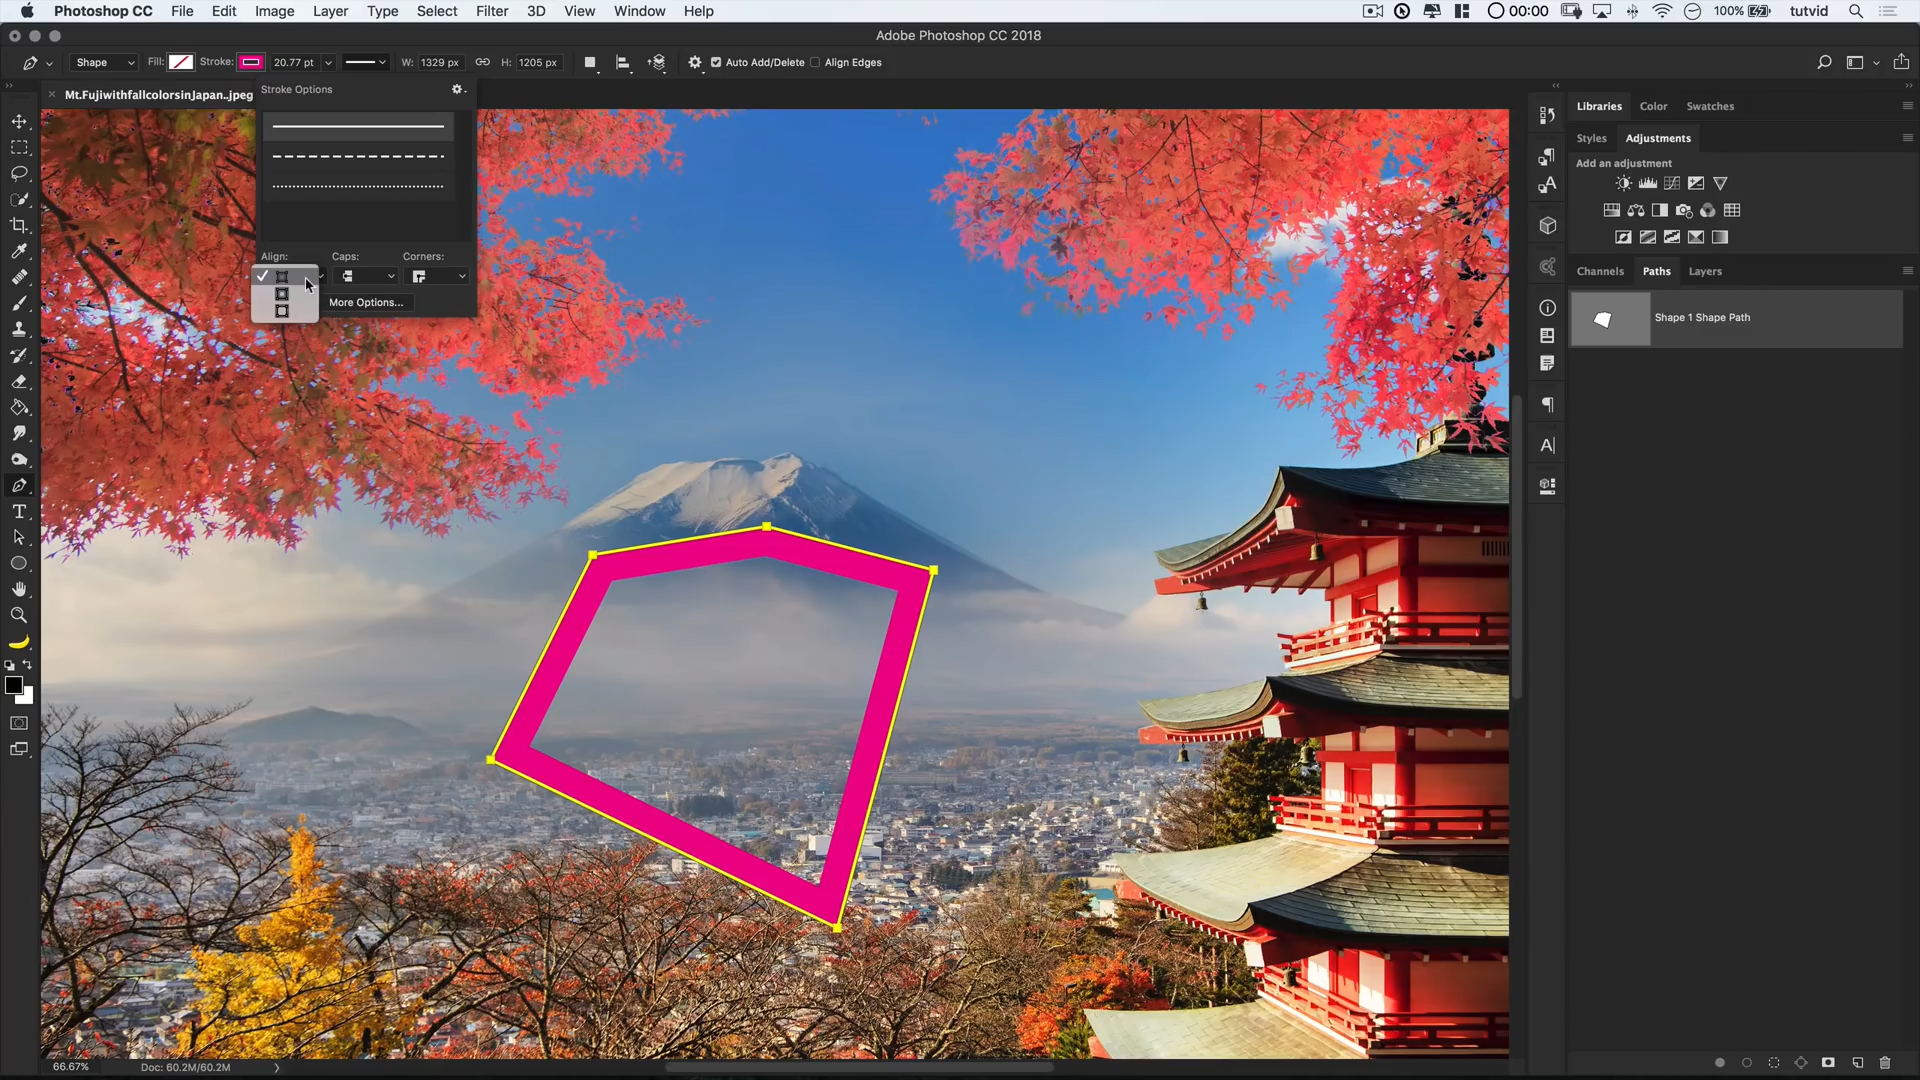 Photoshop CC File Edit Image Layer Type Select Filter 3D View Window Help 00:00 100% tutvid
Adobe Photoshop CC 2018
Shape Fill: Stroke: 20.77 pt W: 1329 px H: 1205 px Auto Add/Delete Align Edges
Mt.FujiwithfallcolorsinJapan..jpeg
Stroke Options
Align: Caps: Corners:
More Options...
Libraries Color Swatches
Styles Adjustments
Add an adjustment
Channels Paths Layers
Shape 1 Shape Path
66.67% Doc: 60.2M/60.2M